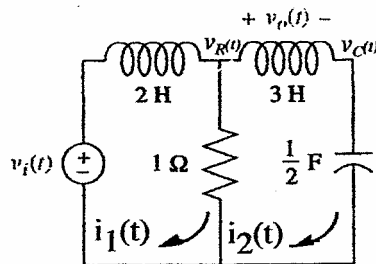 + v_o(t) −
v_R(t) v_C(t)
2 H 3 H
v_i(t) + − 1 Ω 1/2 F
i_1(t) i_2(t)